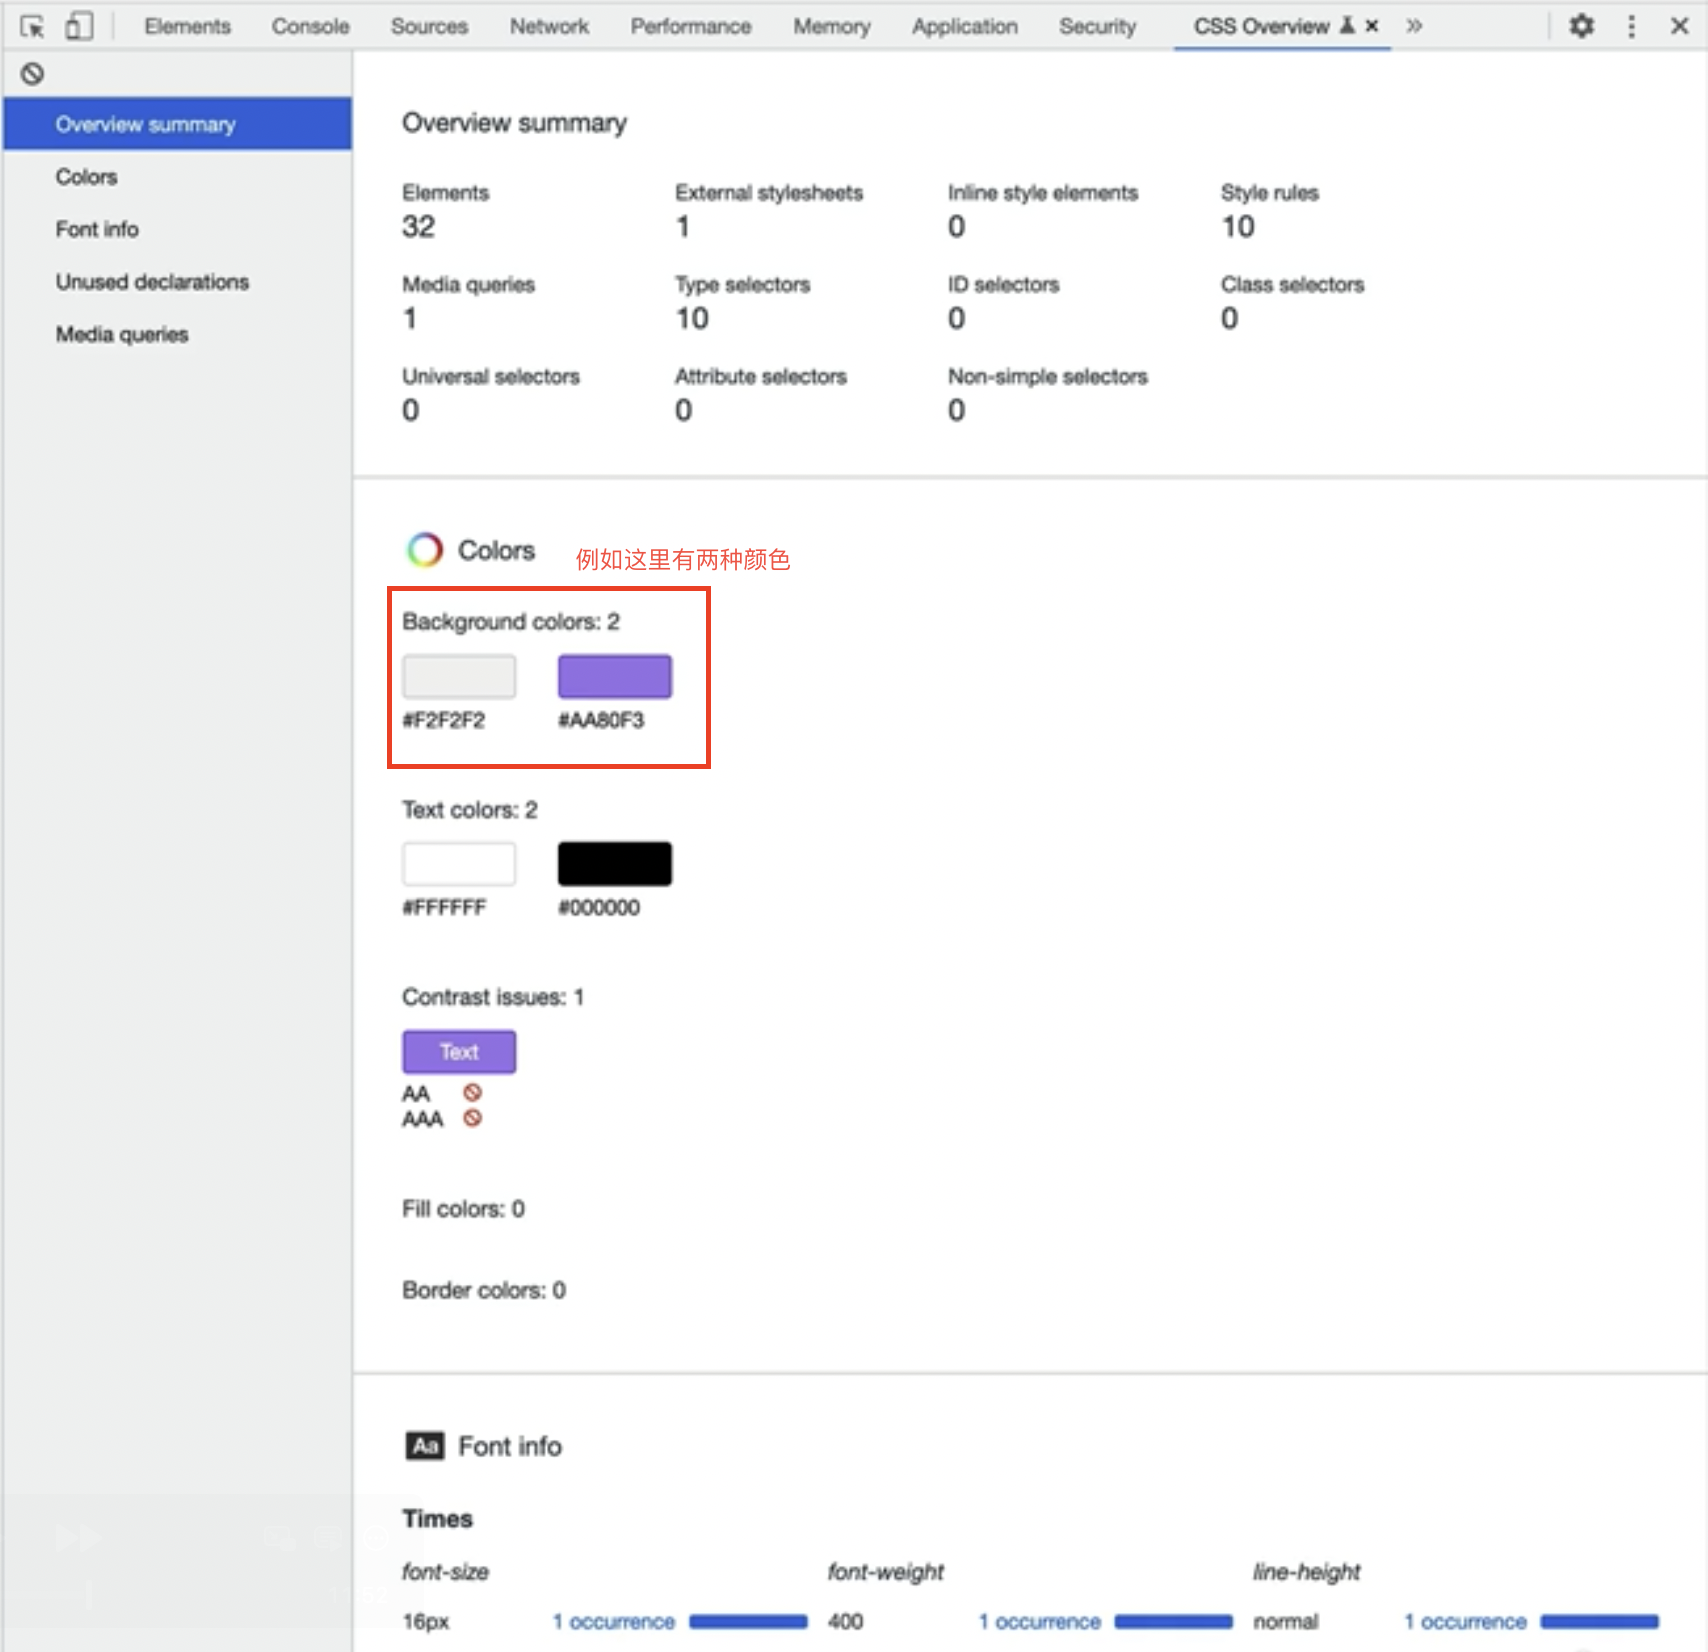 Elements Console Sources Network Performance Memory Application Security CSS Overview
Overview summary
Colors
Font info
Unused declarations
Media queries
Overview summary
Elements External stylesheets Inline style elements Style rules
32 1 0 10
Media queries Type selectors ID selectors Class selectors
1 10 0 0
Universal selectors Attribute selectors Non-simple selectors
0 0 0
Colors 例如这里有两种颜色
Background colors: 2
#F2F2F2 #AA80F3
Text colors: 2
#FFFFFF #000000
Contrast issues: 1
Text
AA
AAA
Fill colors: 0
Border colors: 0
Aa Font info
Times
font-size font-weight line-height
16px 1 occurrence 400 1 occurrence normal 1 occurrence